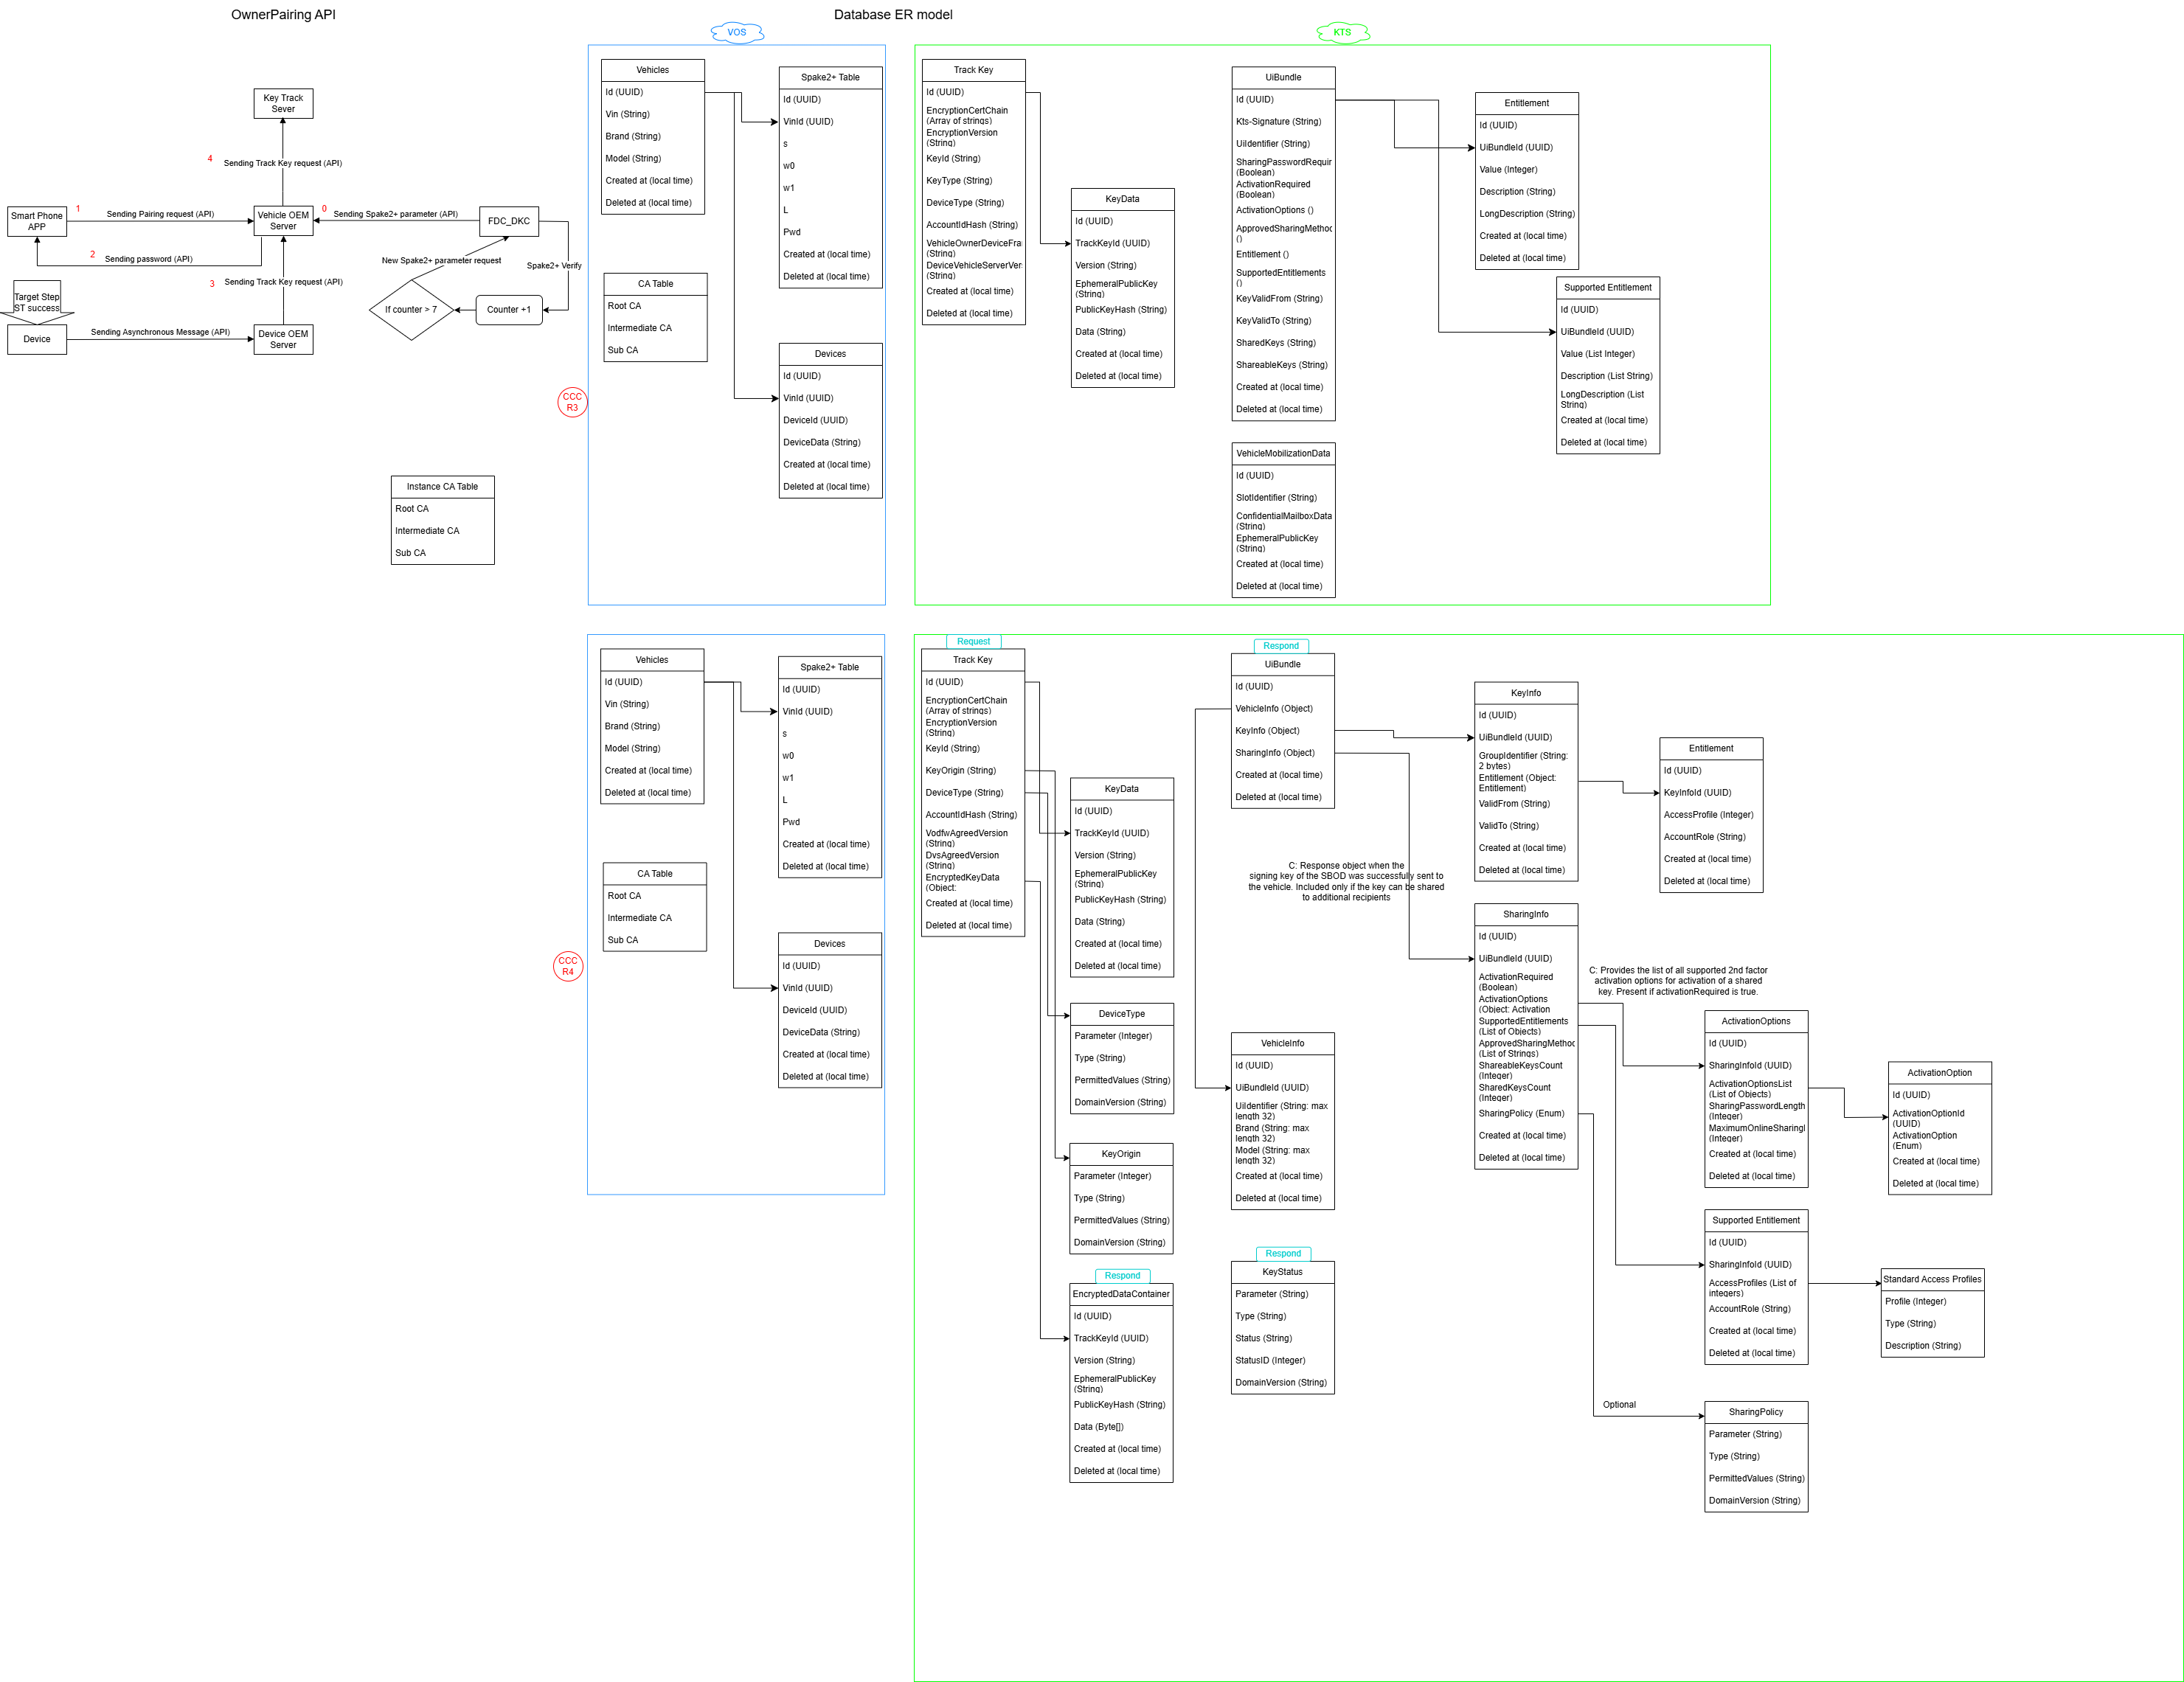 OwnerPairing API
Database ER model
VOS
KTS
Key Track
Sever
4
Sending Track Key request (API)
Smart Phone
APP
1
Sending Pairing request (API)
Vehicle OEM
Server
0
Sending Spake2+ parameter (API)
FDC_DKC
2
Sending password (API)
New Spake2+ parameter request
Spake2+ Verify
3
Sending Track Key request (API)
Target Step
ST success
If counter > 7
Counter +1
Device
Sending Asynchronous Message (API)
Device OEM
Server
Instance CA Table
Root CA
Intermediate CA
Sub CA
CCC
R3
Vehicles
Id (UUID)
Vin (String)
Brand (String)
Model (String)
Created at (local time)
Deleted at (local time)
CA Table
Root CA
Intermediate CA
Sub CA
Spake2+ Table
Id (UUID)
VinId (UUID)
s
w0
w1
L
Pwd
Created at (local time)
Deleted at (local time)
Devices
Id (UUID)
VinId (UUID)
DeviceId (UUID)
DeviceData (String)
Created at (local time)
Deleted at (local time)
Track Key
Id (UUID)
EncryptionCertChain
(Array of strings)
EncryptionVersion
(String)
KeyId (String)
KeyType (String)
DeviceType (String)
AccountIdHash (String)
VehicleOwnerDeviceFra
(String)
DeviceVehicleServerVer
(String)
Created at (local time)
Deleted at (local time)
KeyData
Id (UUID)
TrackKeyId (UUID)
Version (String)
EphemeralPublicKey
(String)
PublicKeyHash (String)
Data (String)
Created at (local time)
Deleted at (local time)
UiBundle
Id (UUID)
Kts-Signature (String)
UiIdentifier (String)
SharingPasswordRequir
(Boolean)
ActivationRequired
(Boolean)
ActivationOptions ()
ApprovedSharingMethod
()
Entitlement ()
SupportedEntitlements
()
KeyValidFrom (String)
KeyValidTo (String)
SharedKeys (String)
ShareableKeys (String)
Created at (local time)
Deleted at (local time)
VehicleMobilizationData
Id (UUID)
SlotIdentifier (String)
ConfidentialMailboxData
(String)
EphemeralPublicKey
(String)
Created at (local time)
Deleted at (local time)
Entitlement
Id (UUID)
UiBundleId (UUID)
Value (Integer)
Description (String)
LongDescription (String)
Created at (local time)
Deleted at (local time)
Supported Entitlement
Id (UUID)
UiBundleId (UUID)
Value (List Integer)
Description (List String)
LongDescription (List
String)
Created at (local time)
Deleted at (local time)
CCC
R4
Vehicles
Id (UUID)
Vin (String)
Brand (String)
Model (String)
Created at (local time)
Deleted at (local time)
CA Table
Root CA
Intermediate CA
Sub CA
Spake2+ Table
Id (UUID)
VinId (UUID)
s
w0
w1
L
Pwd
Created at (local time)
Deleted at (local time)
Devices
Id (UUID)
VinId (UUID)
DeviceId (UUID)
DeviceData (String)
Created at (local time)
Deleted at (local time)
Request
Track Key
Id (UUID)
EncryptionCertChain
(Array of strings)
EncryptionVersion
(String)
KeyId (String)
KeyOrigin (String)
DeviceType (String)
AccountIdHash (String)
VodfwAgreedVersion
(String)
DvsAgreedVersion
(String)
EncryptedKeyData
(Object:
Created at (local time)
Deleted at (local time)
KeyData
Id (UUID)
TrackKeyId (UUID)
Version (String)
EphemeralPublicKey
(String)
PublicKeyHash (String)
Data (String)
Created at (local time)
Deleted at (local time)
DeviceType
Parameter (Integer)
Type (String)
PermittedValues (String)
DomainVersion (String)
KeyOrigin
Parameter (Integer)
Type (String)
PermittedValues (String)
DomainVersion (String)
Respond
EncryptedDataContainer
Id (UUID)
TrackKeyId (UUID)
Version (String)
EphemeralPublicKey
(String)
PublicKeyHash (String)
Data (Byte[])
Created at (local time)
Deleted at (local time)
Respond
UiBundle
Id (UUID)
VehicleInfo (Object)
KeyInfo (Object)
SharingInfo (Object)
Created at (local time)
Deleted at (local time)
C: Response object when the
signing key of the SBOD was successfully sent to
the vehicle. Included only if the key can be shared
to additional recipients
VehicleInfo
Id (UUID)
UiBundleId (UUID)
UiIdentifier (String: max
length 32)
Brand (String: max
length 32)
Model (String: max
length 32)
Created at (local time)
Deleted at (local time)
Respond
KeyStatus
Parameter (String)
Type (String)
Status (String)
StatusID (Integer)
DomainVersion (String)
KeyInfo
Id (UUID)
UiBundleId (UUID)
GroupIdentifier (String:
2 bytes)
Entitlement (Object:
Entitlement)
ValidFrom (String)
ValidTo (String)
Created at (local time)
Deleted at (local time)
Entitlement
Id (UUID)
KeyInfoId (UUID)
AccessProfile (Integer)
AccountRole (String)
Created at (local time)
Deleted at (local time)
SharingInfo
Id (UUID)
UiBundleId (UUID)
ActivationRequired
(Boolean)
ActivationOptions
(Object: Activation
SupportedEntitlements
(List of Objects)
ApprovedSharingMethod
(List of Strings)
ShareableKeysCount
(Integer)
SharedKeysCount
(Integer)
SharingPolicy (Enum)
Created at (local time)
Deleted at (local time)
C: Provides the list of all supported 2nd factor
activation options for activation of a shared
key. Present if activationRequired is true.
ActivationOptions
Id (UUID)
SharingInfoId (UUID)
ActivationOptionsList
(List of Objects)
SharingPasswordLength
(Integer)
MaximumOnlineSharingI
(Integer)
Created at (local time)
Deleted at (local time)
ActivationOption
Id (UUID)
ActivationOptionId
(UUID)
ActivationOption
(Enum)
Created at (local time)
Deleted at (local time)
Supported Entitlement
Id (UUID)
SharingInfoId (UUID)
AccessProfiles (List of
integers)
AccountRole (String)
Created at (local time)
Deleted at (local time)
Standard Access Profiles
Profile (Integer)
Type (String)
Description (String)
Optional
SharingPolicy
Parameter (String)
Type (String)
PermittedValues (String)
DomainVersion (String)